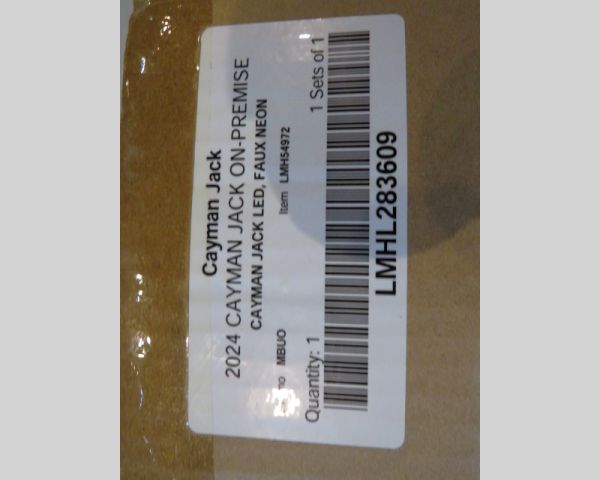 Cayman Jack
2024 CAYMAN JACK ON-PREMISE
CAYMAN JACK LED, FAUX NEON
MBUO Item LMH54972
Quantity: 1 1 Sets of 1
LMHL283609